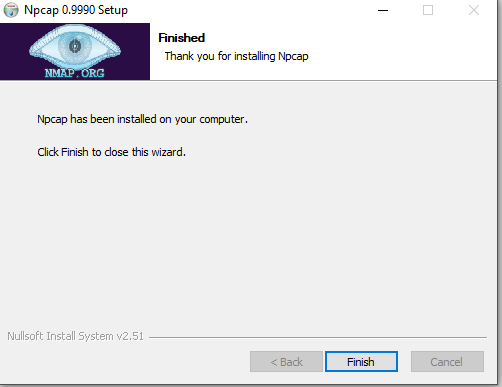 Npcap 0.9990 Setup
Finished
Thank you for installing Npcap
NMAP.ORG
Npcap has been installed on your computer.
Click Finish to close this wizard.
Nullsoft Install System v2.51
< Back
Finish
Cancel